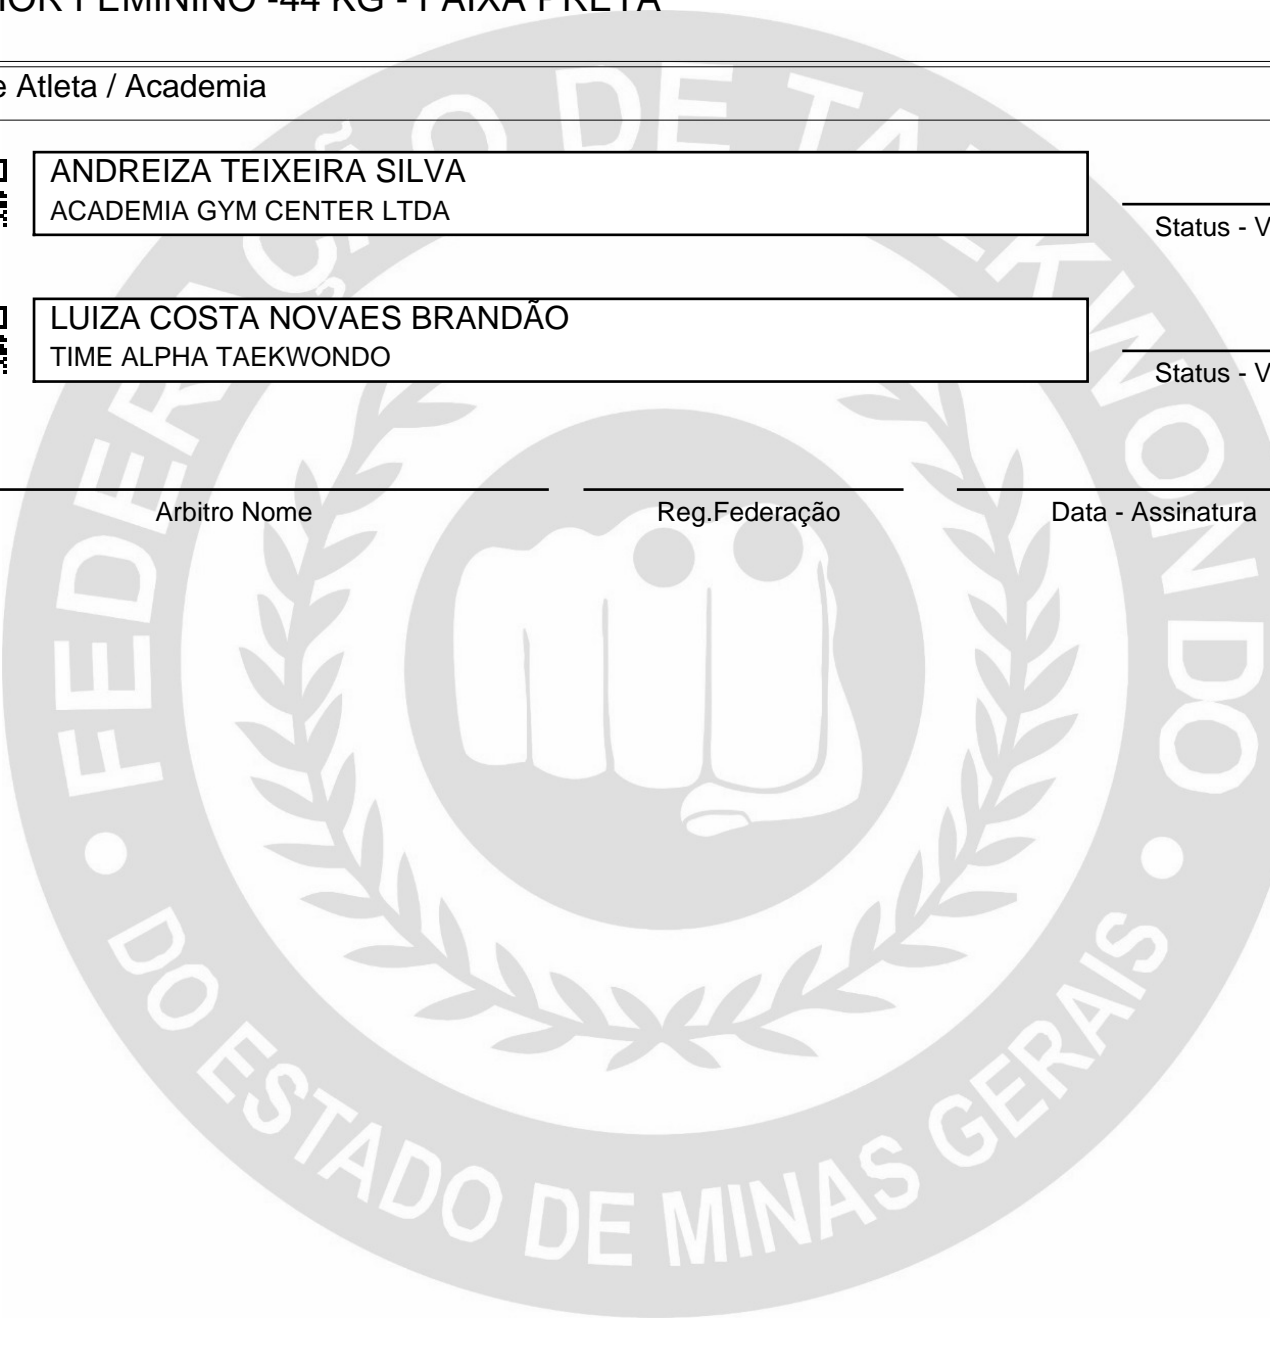 FEMININO -44 KG - FAIXA PRETA
Atleta / Academia
ANDREIZA TEIXEIRA SILVA
ACADEMIA GYM CENTER LTDA
Status - V
LUIZA COSTA NOVAES BRANDÃO
TIME ALPHA TAEKWONDO
Status - V
Arbitro Nome
Reg.Federação
Data - Assinatura
FEDERAÇÃO DE TAEKWONDO
DO ESTADO DE MINAS GERAIS